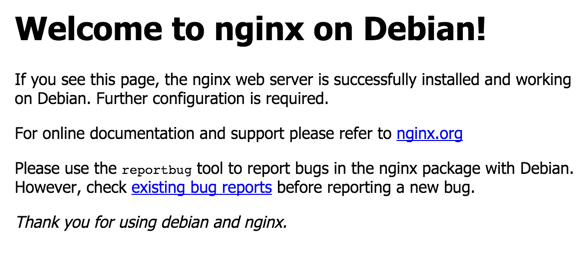 Welcome to nginx on Debian!
If you see this page, the nginx web server is successfully installed and working
on Debian. Further configuration is required.
For online documentation and support please refer to nginx.org
Please use the reportbug tool to report bugs in the nginx package with Debian.
However, check existing bug reports before reporting a new bug.
Thank you for using debian and nginx.